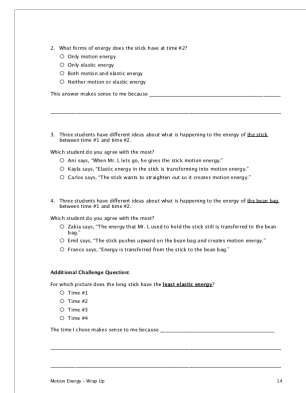 2. What forms of energy does the stick have at time #2?
O Only motion energy
O Only elastic energy
O Both motion and elastic energy
O Neither motion or elastic energy
This answer makes sense to me because
3. Three students have different ideas about what is happening to the energy of the stick
between time #1 and time #2.
Which student do you agree with the most?
O Ani says, "When Mr. L lets go, he gives the stick motion energy."
O Kayla says, "Elastic energy in the stick is transforming into motion energy."
O Carlos says, "The stick wants to straighten out so it creates motion energy."
4. Three students have different ideas about what is happening to the energy of the bean bag
between time #1 and time #2.
Which student do you agree with the most?
O Zakia says, "The energy that Mr. L used to hold the stick still is transferred to the bean
bag."
O Emil says, "The stick pushes upward on the bean bag and creates motion energy."
O Franco says, "Energy is transferred from the stick to the bean bag."
Additional Challenge Question:
For which picture does the long stick have the least elastic energy?
O Time #1
O Time #2
O Time #3
O Time #4
The time I chose makes sense to me because
Motion Energy – Wrap Up 14